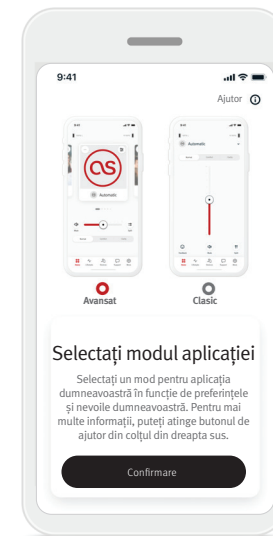 9:41
Ajutor
Automatic
Automatic
Avansat
Clasic
Selectați modul aplicației
Selectați un mod pentru aplicația
dumneavoastră în funcție de preferințele
și nevoile dumneavoastră. Pentru mai
multe informații, puteți atinge butonul de
ajutor din colțul din dreapta sus.
Confirmare